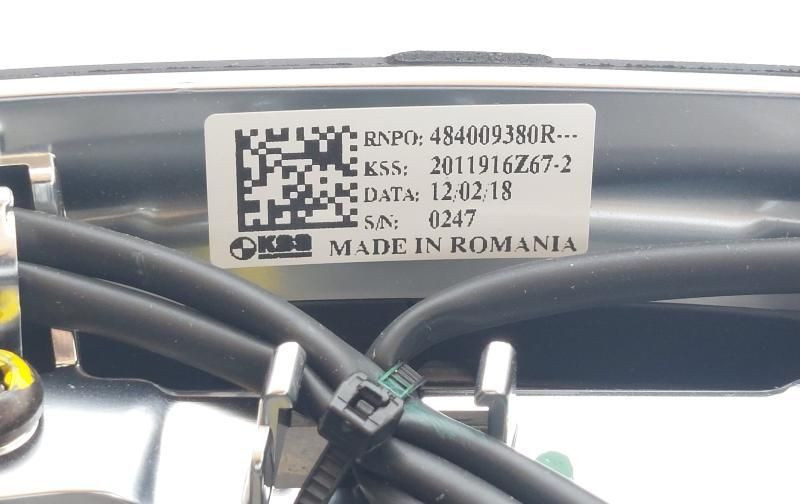 RNPO: 484009380R---
KSS: 2011916Z67-2
DATA: 12/02/18
S/N: 0247
KSS MADE IN ROMANIA